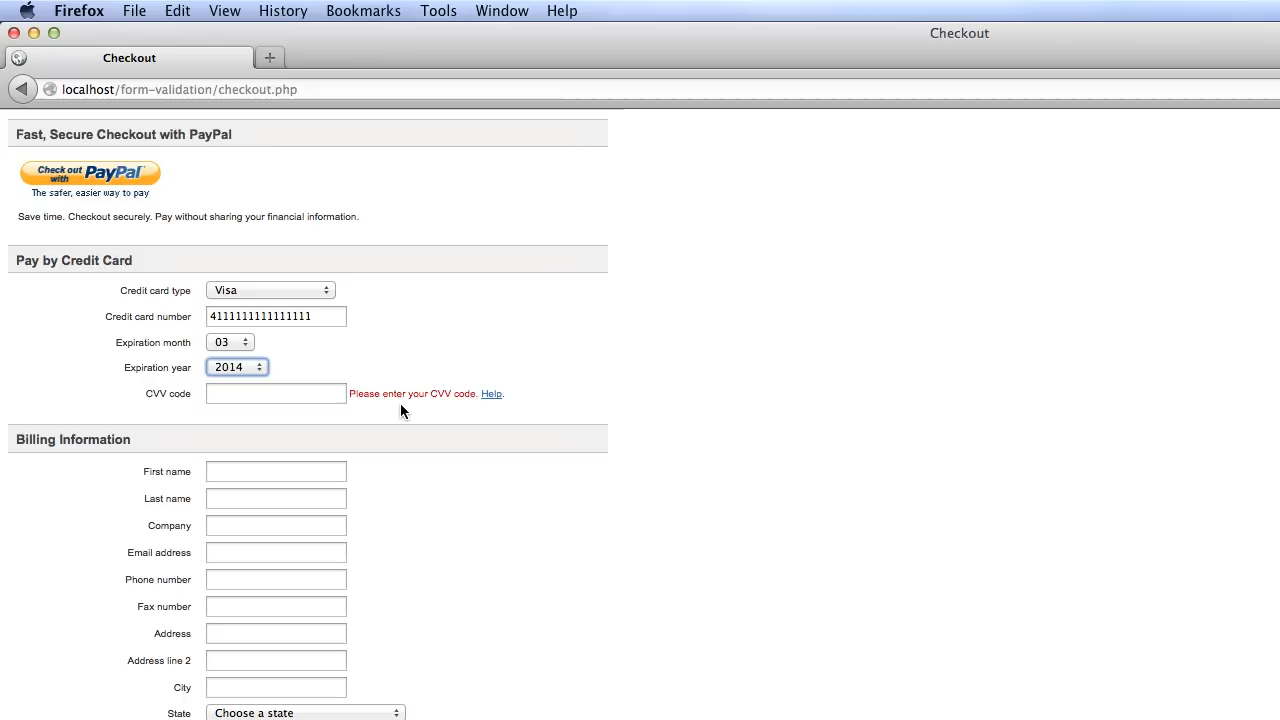 Firefox File Edit View History Bookmarks Tools Window Help
Checkout
Checkout
localhost/form-validation/checkout.php
Fast, Secure Checkout with PayPal
Check out with PayPal
The safer, easier way to pay
Save time. Checkout securely. Pay without sharing your financial information.
Pay by Credit Card
Credit card type Visa
Credit card number 4111111111111111
Expiration month 03
Expiration year 2014
CVV code Please enter your CVV code. Help.
Billing Information
First name
Last name
Company
Email address
Phone number
Fax number
Address
Address line 2
City
State Choose a state